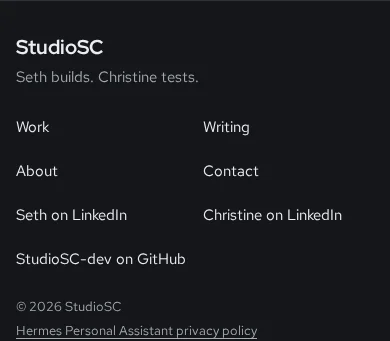 StudioSC
Seth builds. Christine tests.
Work Writing
About Contact
Seth on LinkedIn Christine on LinkedIn
StudioSC-dev on GitHub
© 2026 StudioSC
Hermes Personal Assistant privacy policy